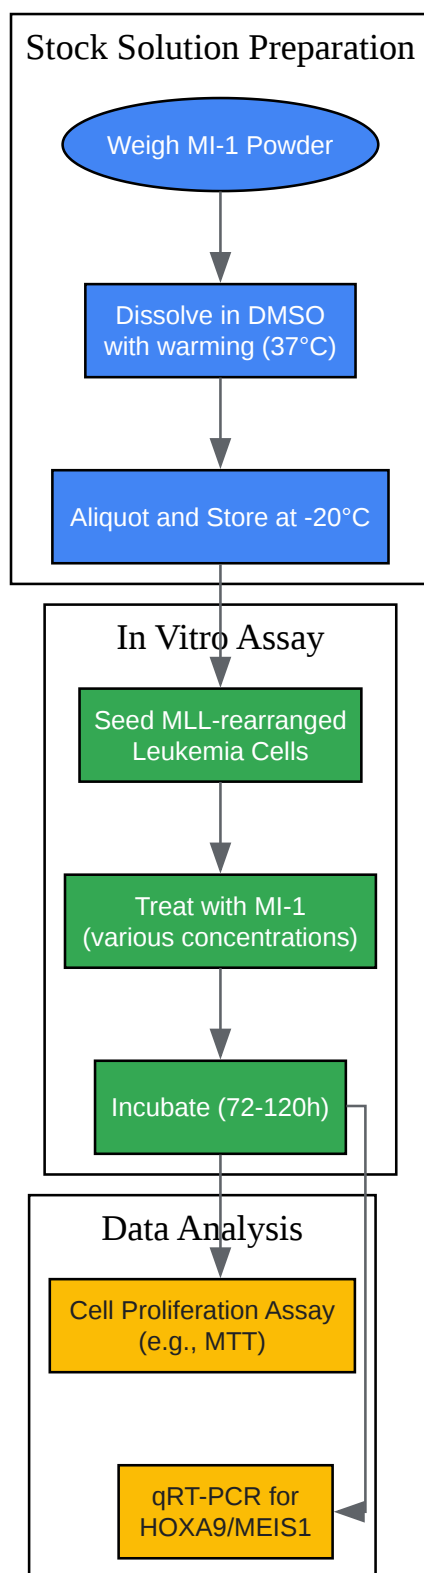 Stock Solution Preparation
Weigh MI-1 Powder
Dissolve in DMSO
with warming (37°C)
Aliquot and Store at -20°C
In Vitro Assay
Seed MLL-rearranged
Leukemia Cells
Treat with MI-1
(various concentrations)
Incubate (72-120h)
Data Analysis
Cell Proliferation Assay
(e.g., MTT)
qRT-PCR for
HOXA9/MEIS1